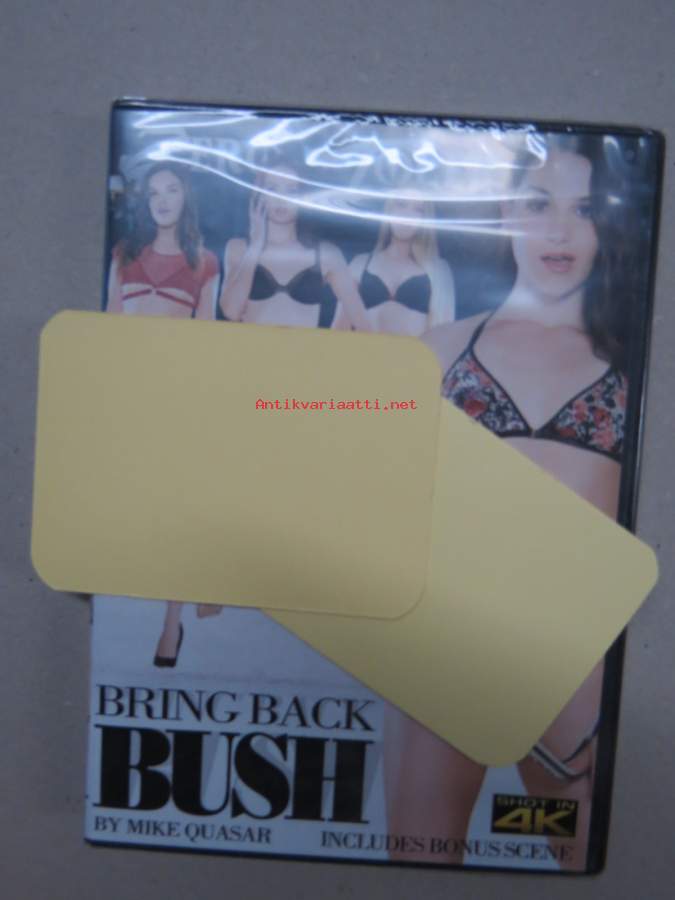 Antikvariaatti.net
BRING BACK
BUSH
BY MIKE QUASAR
INCLUDES BONUS SCENE
SHOT IN
4K